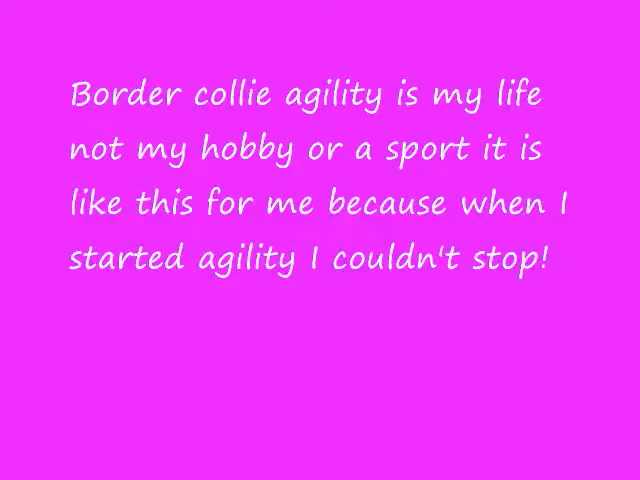 Border collie agility is my life
not my hobby or a sport it is
like this for me because when I
started agility I couldn't stop!